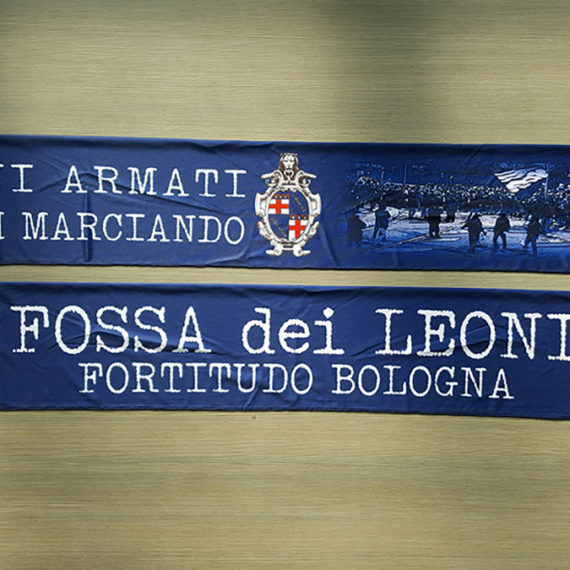 ARMATI
MARCIANDO
FOSSA dei LEONI
FORTITUDO BOLOGNA